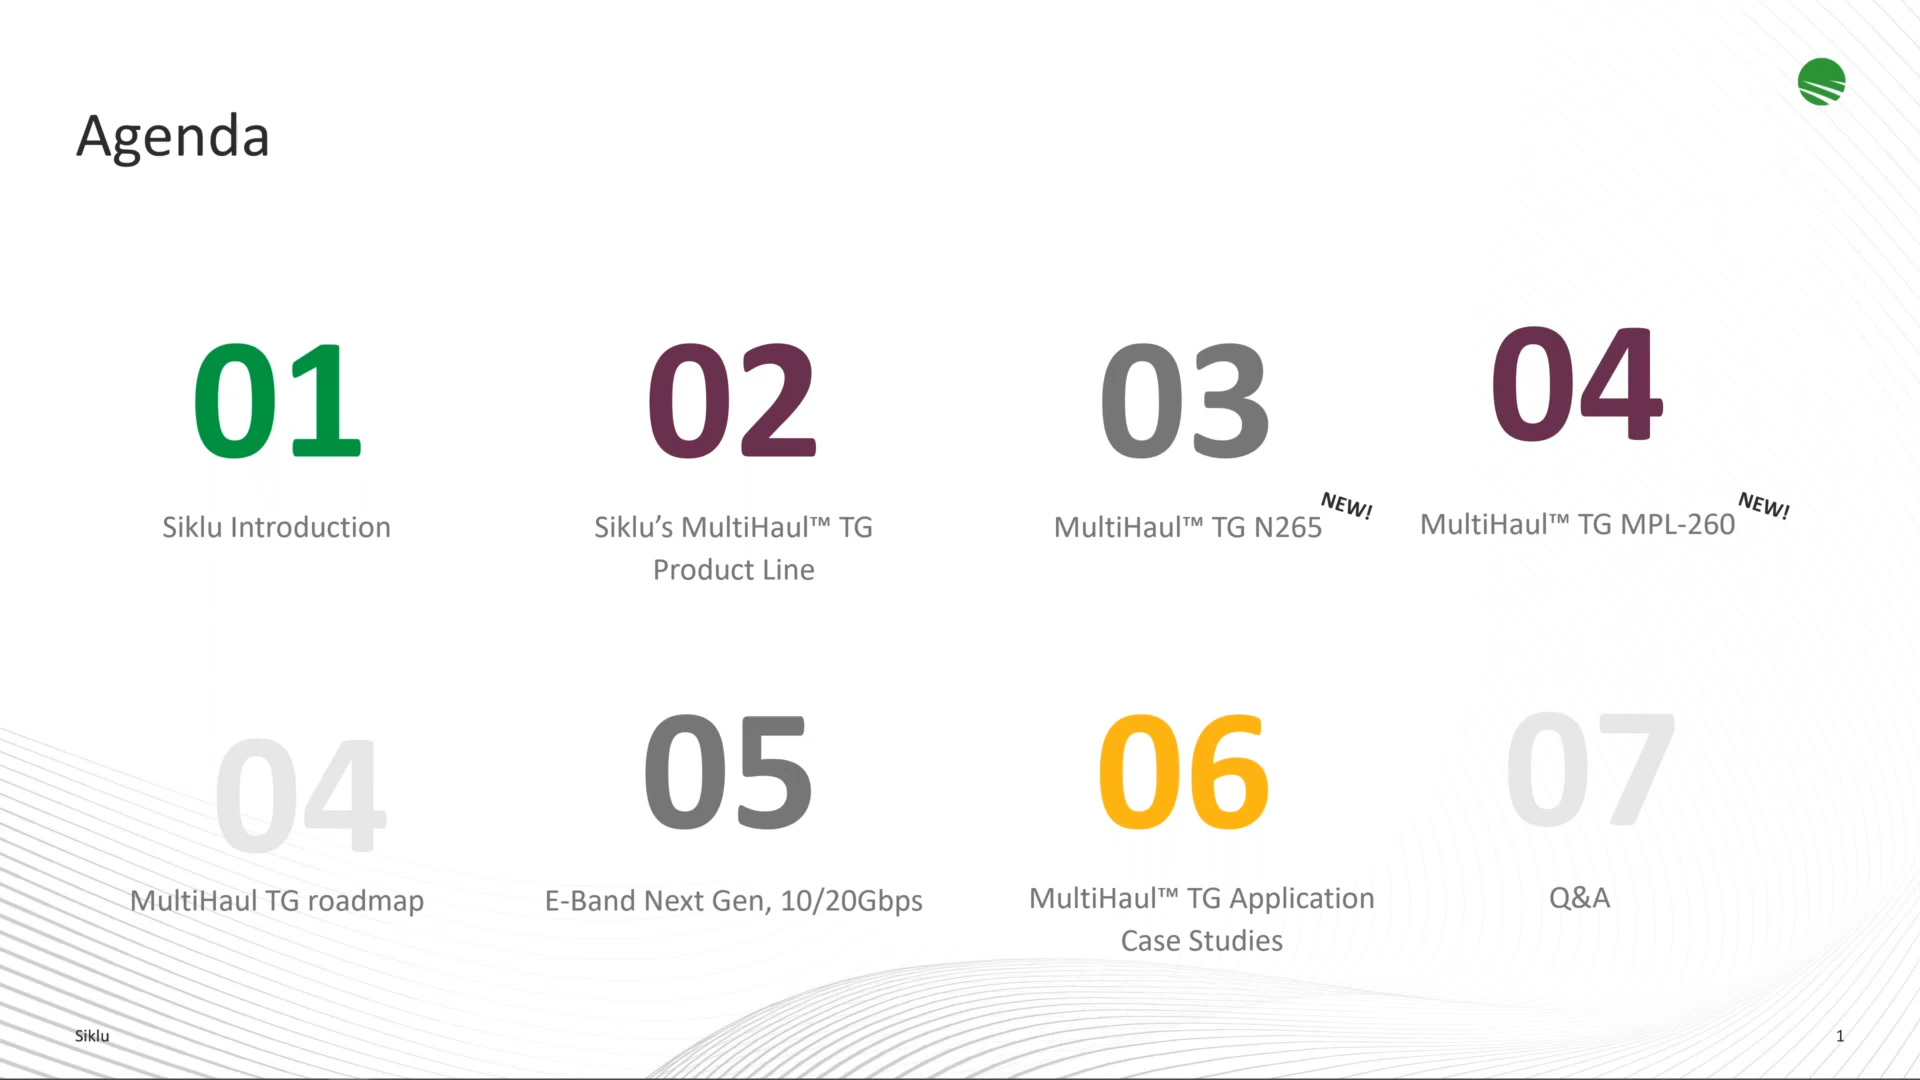 Agenda
01
Siklu Introduction
02
Siklu’s MultiHaul™ TG
Product Line
03
MultiHaul™ TG N265
NEW!
04
MultiHaul™ TG MPL-260
NEW!
04
MultiHaul TG roadmap
05
E-Band Next Gen, 10/20Gbps
06
MultiHaul™ TG Application
Case Studies
07
Q&A
Siklu
1